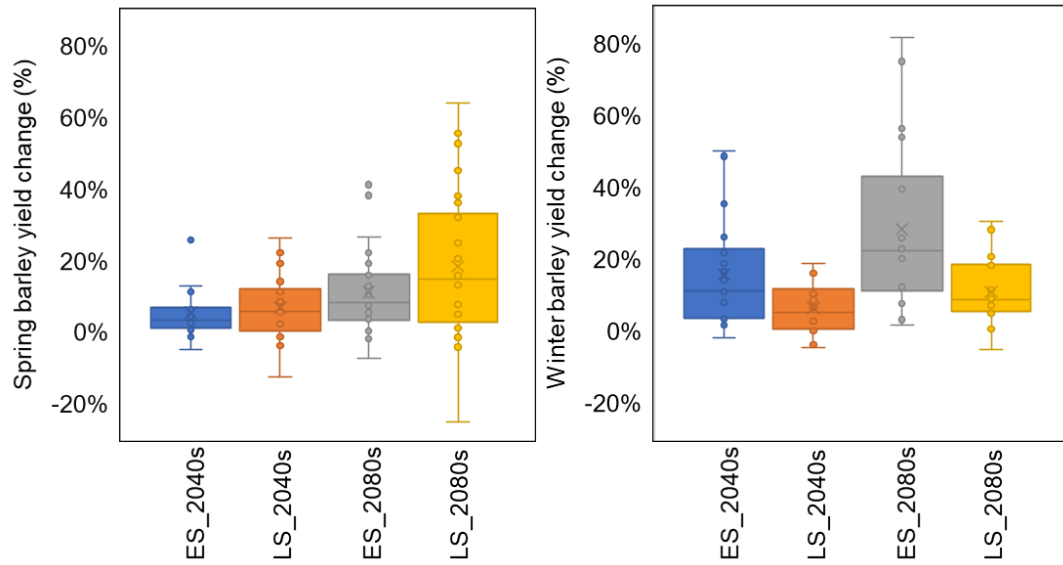 Spring barley yield change (%)
80%
60%
40%
20%
0%
-20%
ES_2040s
LS_2040s
ES_2080s
LS_2080s
Winter barley yield change (%)
80%
60%
40%
20%
0%
-20%
ES_2040s
LS_2040s
ES_2080s
LS_2080s